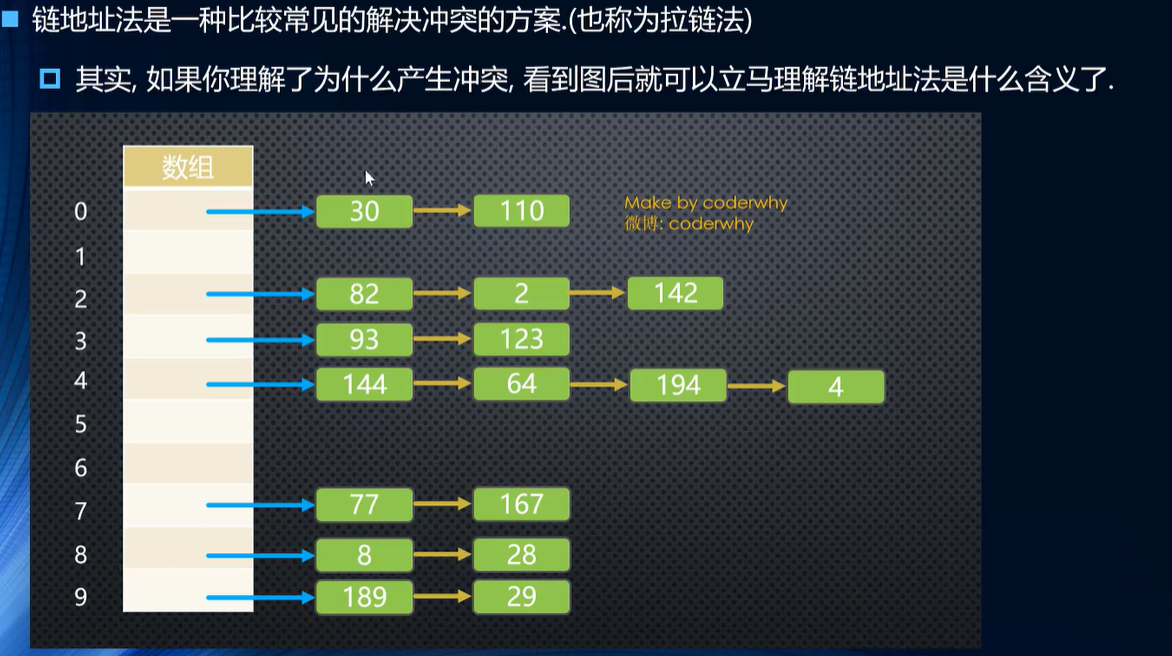 链地址法是一种比较常见的解决冲突的方案.(也称为拉链法)
其实, 如果你理解了为什么产生冲突, 看到图后就可以立马理解链地址法是什么含义了.
数组
Make by coderwhy
微博: coderwhy
0 30 110
1
2 82 2 142
3 93 123
4 144 64 194 4
5
6
7 77 167
8 8 28
9 189 29